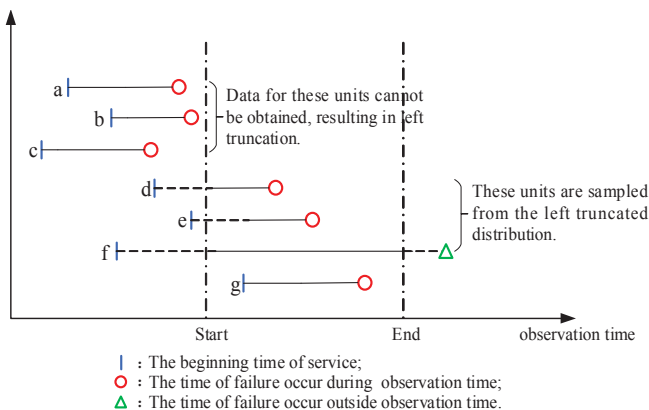 a
b
c
Data for these units cannot
be obtained, resulting in left
truncation.
d
e
f
g
These units are sampled
from the left truncated
distribution.
Start
End
observation time
: The beginning time of service;
: The time of failure occur during observation time;
: The time of failure occur outside observation time.